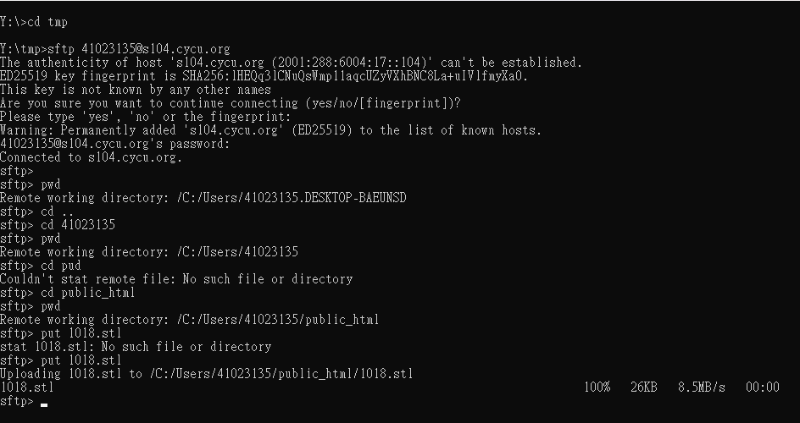 Y:\>cd tmp
Y:\tmp>sftp 41023135@s104.cycu.org
The authenticity of host 's104.cycu.org (2001:288:6004:17::104)' can't be established.
ED25519 key fingerprint is SHA256:lHEQq3lCNuQsWmpl1aqcUZyVXhBNC8La+uIVlfmyXa0.
This key is not known by any other names
Are you sure you want to continue connecting (yes/no/[fingerprint])?
Please type 'yes', 'no' or the fingerprint:
Warning: Permanently added 's104.cycu.org' (ED25519) to the list of known hosts.
41023135@s104.cycu.org's password:
Connected to s104.cycu.org.
sftp>
sftp> pwd
Remote working directory: /C:/Users/41023135.DESKTOP-BAEUNSD
sftp> cd ..
sftp> cd 41023135
sftp> pwd
Remote working directory: /C:/Users/41023135
sftp> cd pud
Couldn't stat remote file: No such file or directory
sftp> cd public_html
sftp> pwd
Remote working directory: /C:/Users/41023135/public_html
sftp> put 1018.stl
stat 1018.stl: No such file or directory
sftp> put 1018.stl
Uploading 1018.stl to /C:/Users/41023135/public_html/1018.stl
1018.stl 100% 26KB 8.5MB/s 00:00
sftp>